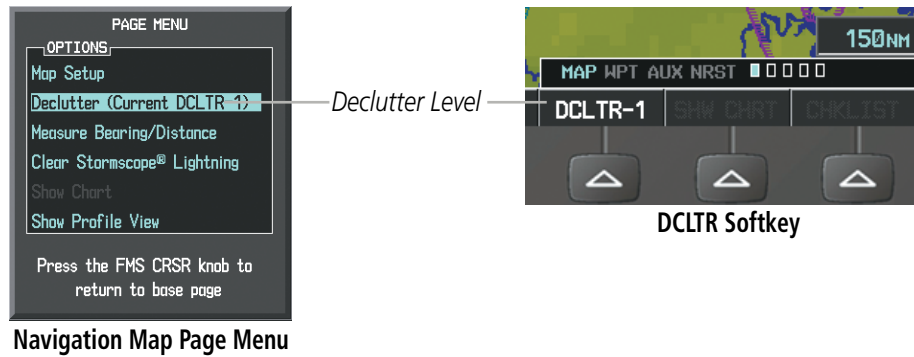 PAGE MENU
OPTIONS
Map Setup
Declutter (Current DCLTR-1)
Measure Bearing/Distance
Clear Stormscope® Lightning
Show Chart
Show Profile View
Press the FMS CRSR knob to
return to base page
Navigation Map Page Menu
Declutter Level
150NM
MAP WPT AUX NRST
DCLTR-1 SHW CHRT CHKLIST
DCLTR Softkey